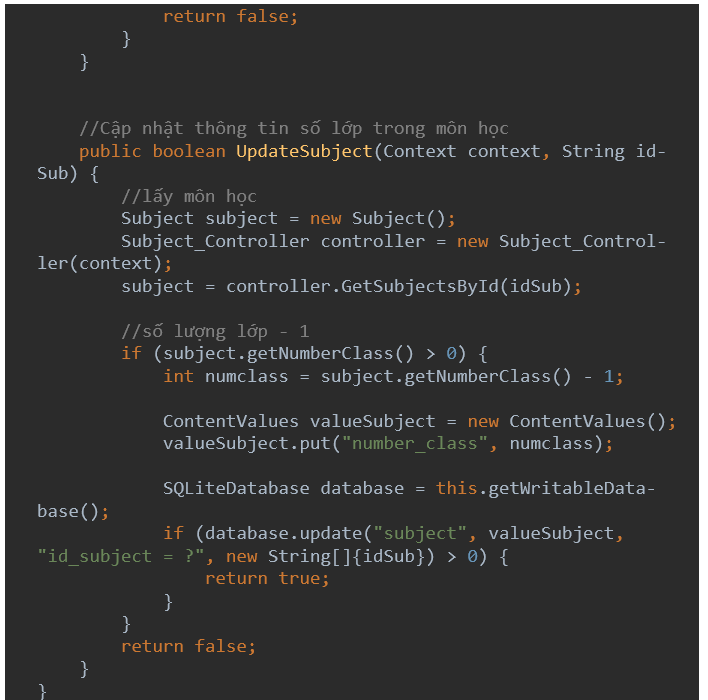 return false;
        }
    }
    //Cập nhật thông tin số lớp trong môn học
    public boolean UpdateSubject(Context context, String id-
Sub) {
        //lấy môn học
        Subject subject = new Subject();
        Subject_Controller controller = new Subject_Control-
ler(context);
        subject = controller.GetSubjectsById(idSub);
        //số lượng lớp - 1
        if (subject.getNumberClass() > 0) {
            int numclass = subject.getNumberClass() - 1;
            ContentValues valueSubject = new ContentValues();
            valueSubject.put("number_class", numclass);
            SQLiteDatabase database = this.getWritableData-
base();
            if (database.update("subject", valueSubject,
"id_subject = ?", new String[]{idSub}) > 0) {
                return true;
            }
        }
        return false;
    }
}